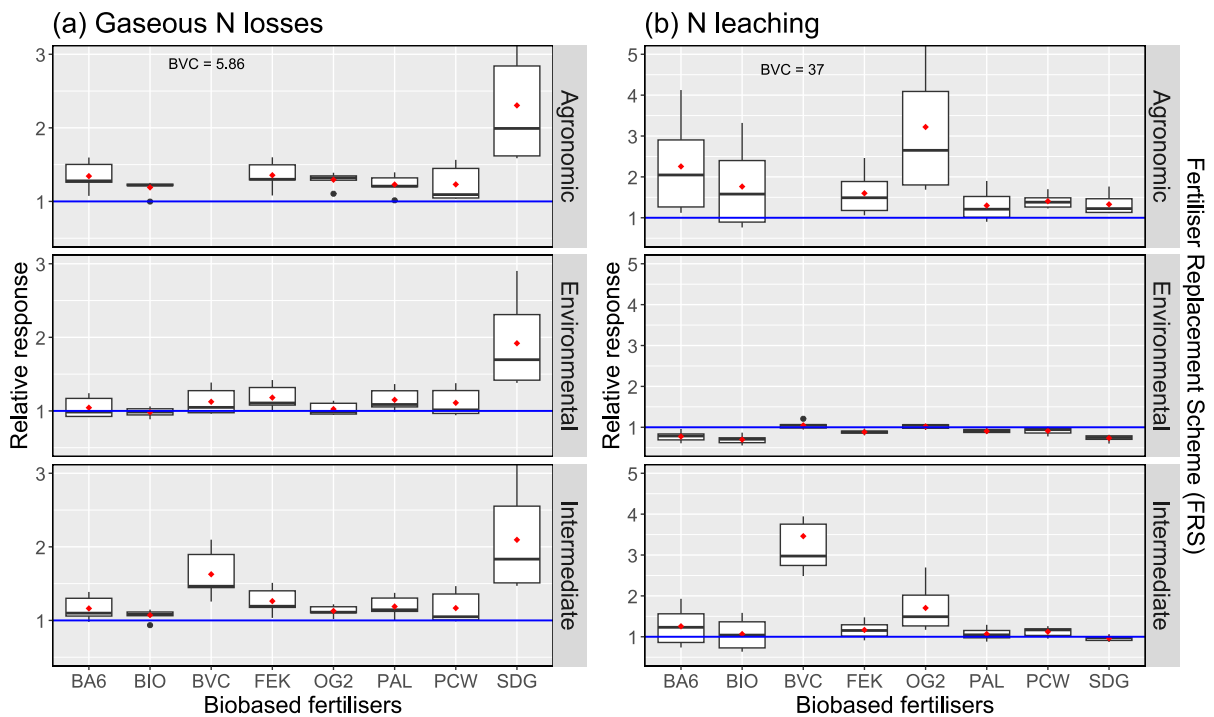 (a) Gaseous N losses
(b) N leaching
BVC = 5.86
BVC = 37
3
2
1
3
2
1
3
2
1
5
4
3
2
1
5
4
3
2
1
5
4
3
2
1
Agronomic
Environmental
Intermediate
Agronomic
Environmental
Intermediate
Relative response
Relative response
Fertiliser Replacement Scheme (FRS)
BA6 BIO BVC FEK OG2 PAL PCW SDG
BA6 BIO BVC FEK OG2 PAL PCW SDG
Biobased fertilisers
Biobased fertilisers